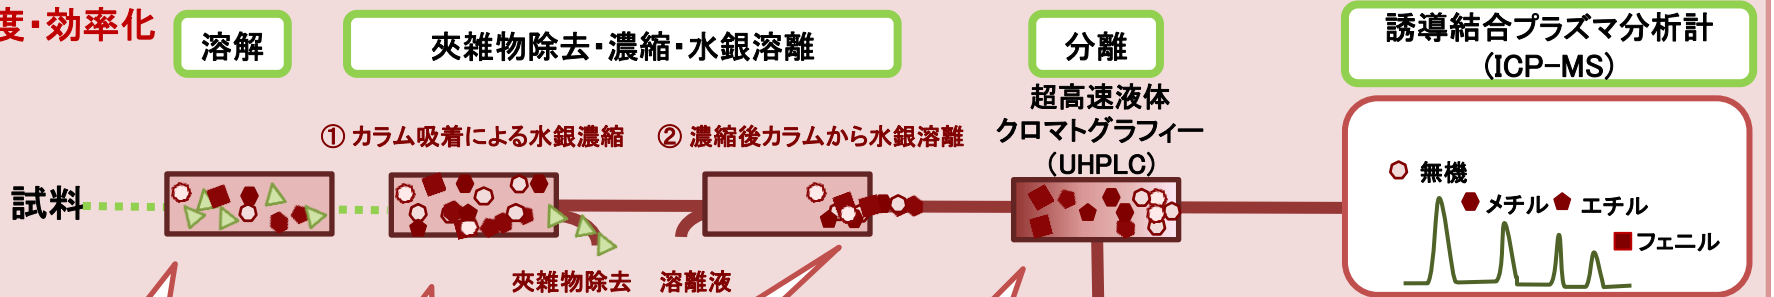 度・効率化
溶解
夾雑物除去・濃縮・水銀溶離
分離
誘導結合プラズマ分析計
(ICP-MS)
超高速液体
クロマトグラフィー
(UHPLC)
① カラム吸着による水銀濃縮
② 濃縮後カラムから水銀溶離
試料
無機
メチル
エチル
フェニル
夾雑物除去
溶離液